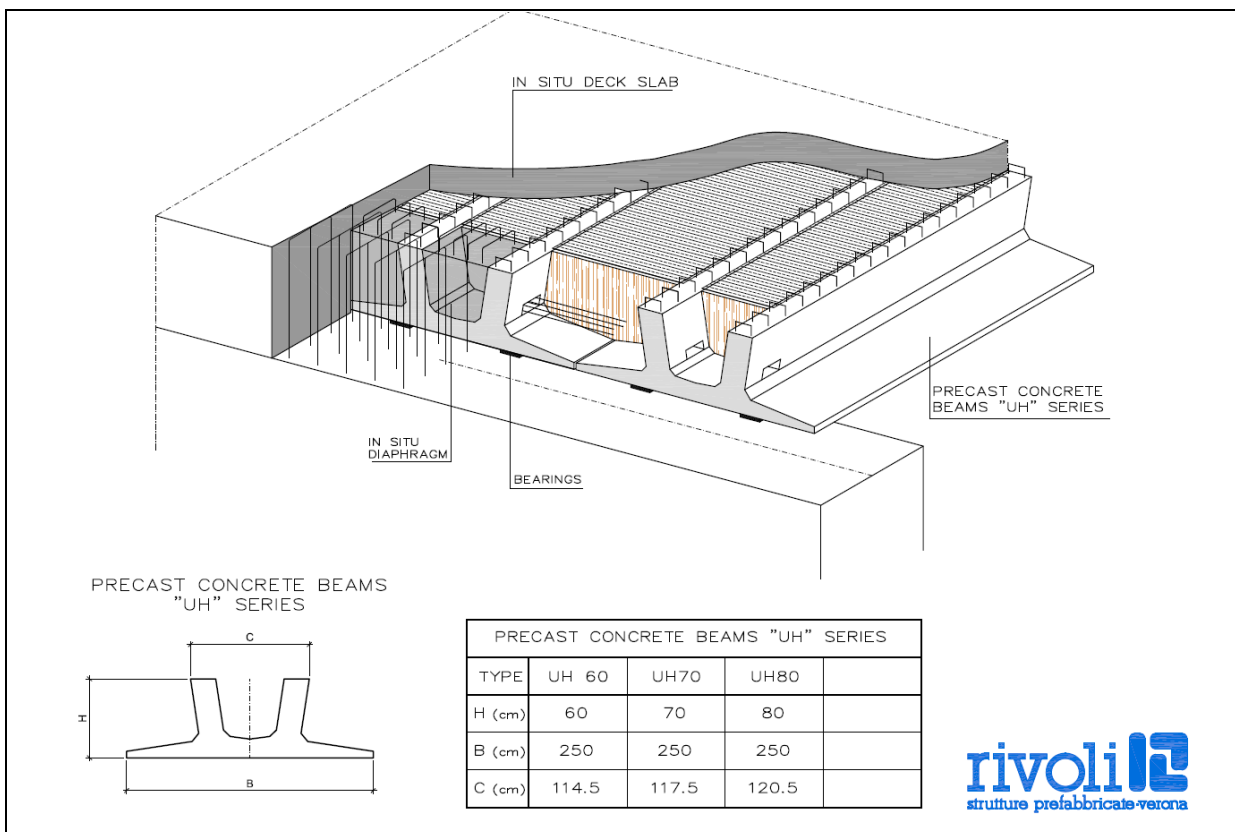 IN SITU DECK SLAB
PRECAST CONCRETE
BEAMS "UH" SERIES
IN SITU
DIAPHRAGM
BEARINGS
PRECAST CONCRETE BEAMS
"UH" SERIES
C
H
B
PRECAST CONCRETE BEAMS "UH" SERIES
TYPE UH 60 UH70 UH80
H (cm) 60 70 80
B (cm) 250 250 250
C (cm) 114.5 117.5 120.5
rivoli
strutture prefabbricate-verona